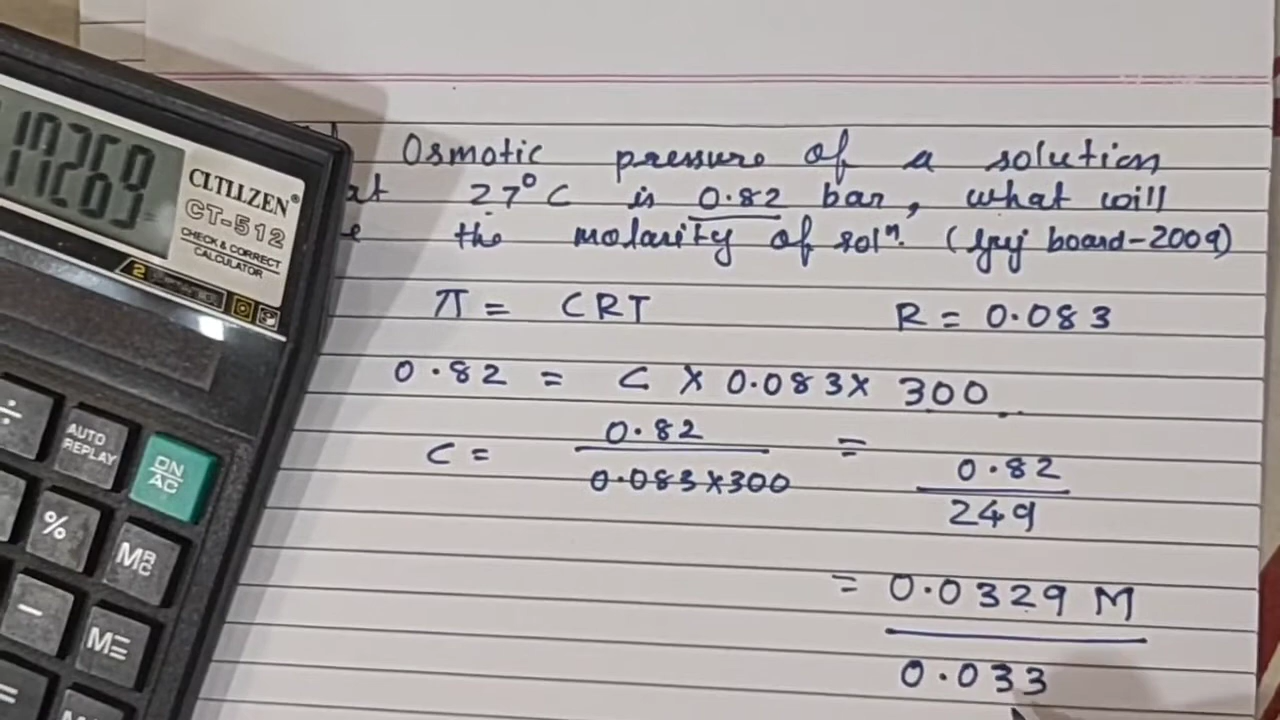 17269
CLTLLZEN®
CT-512
CHECK & CORRECT
CALCULATOR
÷
AUTO
REPLAY
ON
AC
%
−
M=
=
Osmotic pressure of a solution
at 27°C is 0.82 bar, what will
the molarity of solⁿ. (Guj board-2009)
π = CRT R = 0.083
0.82 = C × 0.083 × 300
C = 0.82 / 0.083×300 = 0.82 / 249
= 0.0329 M
0.033